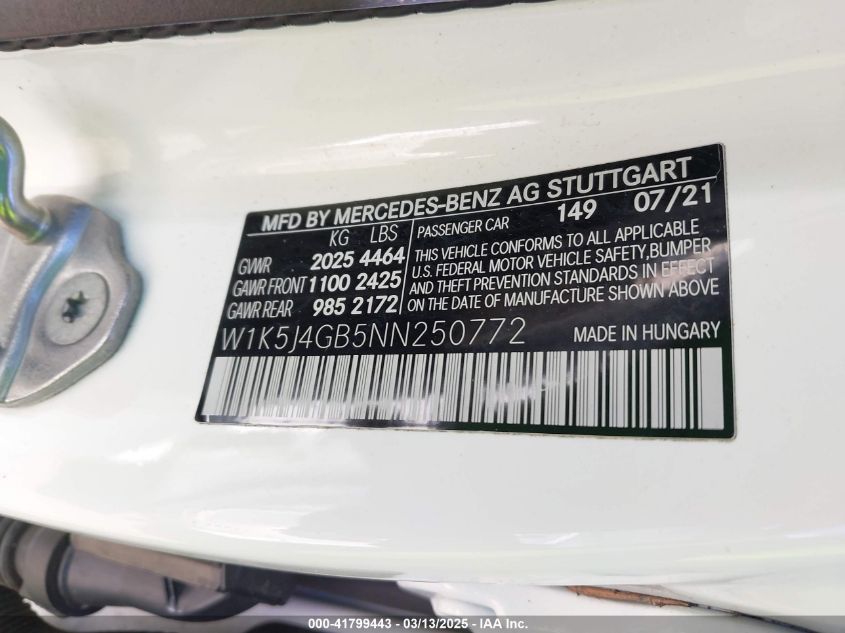 MFD BY MERCEDES-BENZ AG STUTTGART
KG LBS
GVWR 2025 4464
GAWR FRONT 1100 2425
GAWR REAR 985 2172
PASSENGER CAR 149 07/21
THIS VEHICLE CONFORMS TO ALL APPLICABLE
U.S. FEDERAL MOTOR VEHICLE SAFETY,BUMPER
AND THEFT PREVENTION STANDARDS IN EFFECT
ON THE DATE OF MANUFACTURE SHOWN ABOVE
W1K5J4GB5NN250772
MADE IN HUNGARY
000-41799443 - 03/13/2025 - IAA Inc.